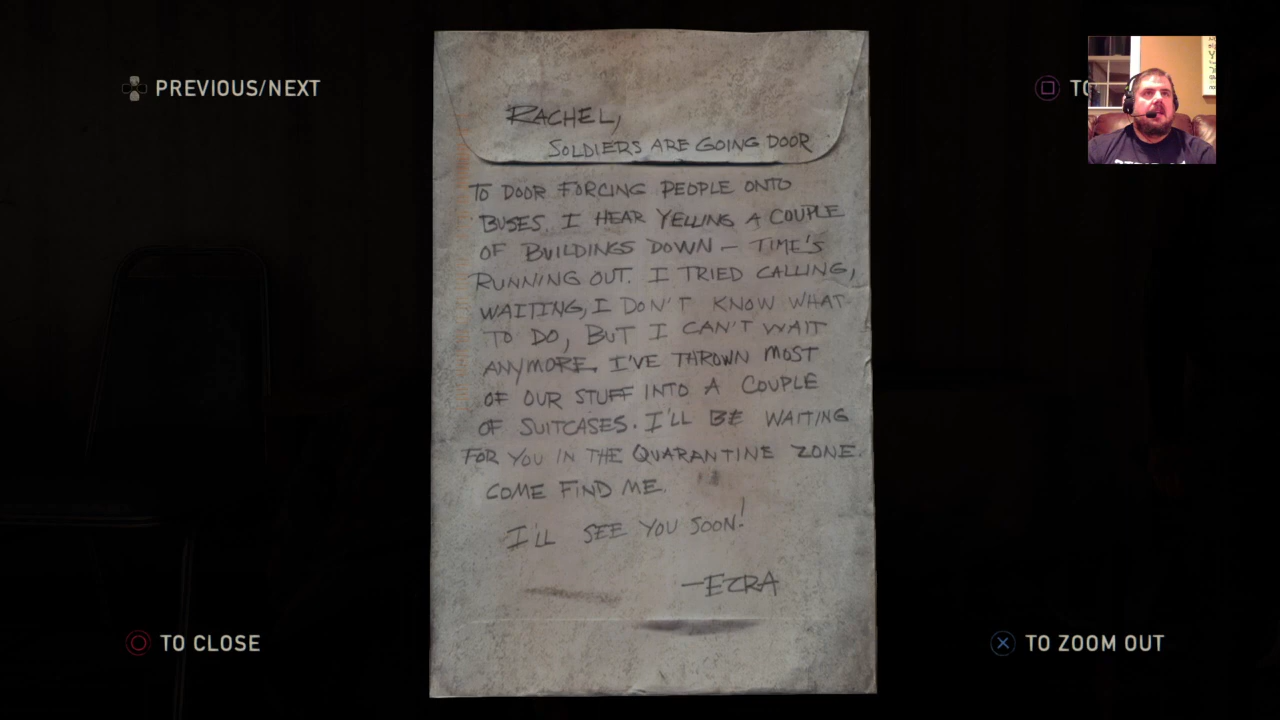 PREVIOUS/NEXT
TO
RACHEL,
SOLDIERS ARE GOING DOOR
TO DOOR FORCING PEOPLE ONTO
BUSES. I HEAR YELLING A COUPLE
OF BUILDINGS DOWN – TIME'S
RUNNING OUT. I TRIED CALLING,
WAITING, I DON'T KNOW WHAT
TO DO, BUT I CAN'T WAIT
ANYMORE. I'VE THROWN MOST
OF OUR STUFF INTO A COUPLE
OF SUITCASES. I'LL BE WAITING
FOR YOU IN THE QUARANTINE ZONE.
COME FIND ME.
I'LL SEE YOU SOON!
—EZRA
TO CLOSE
TO ZOOM OUT